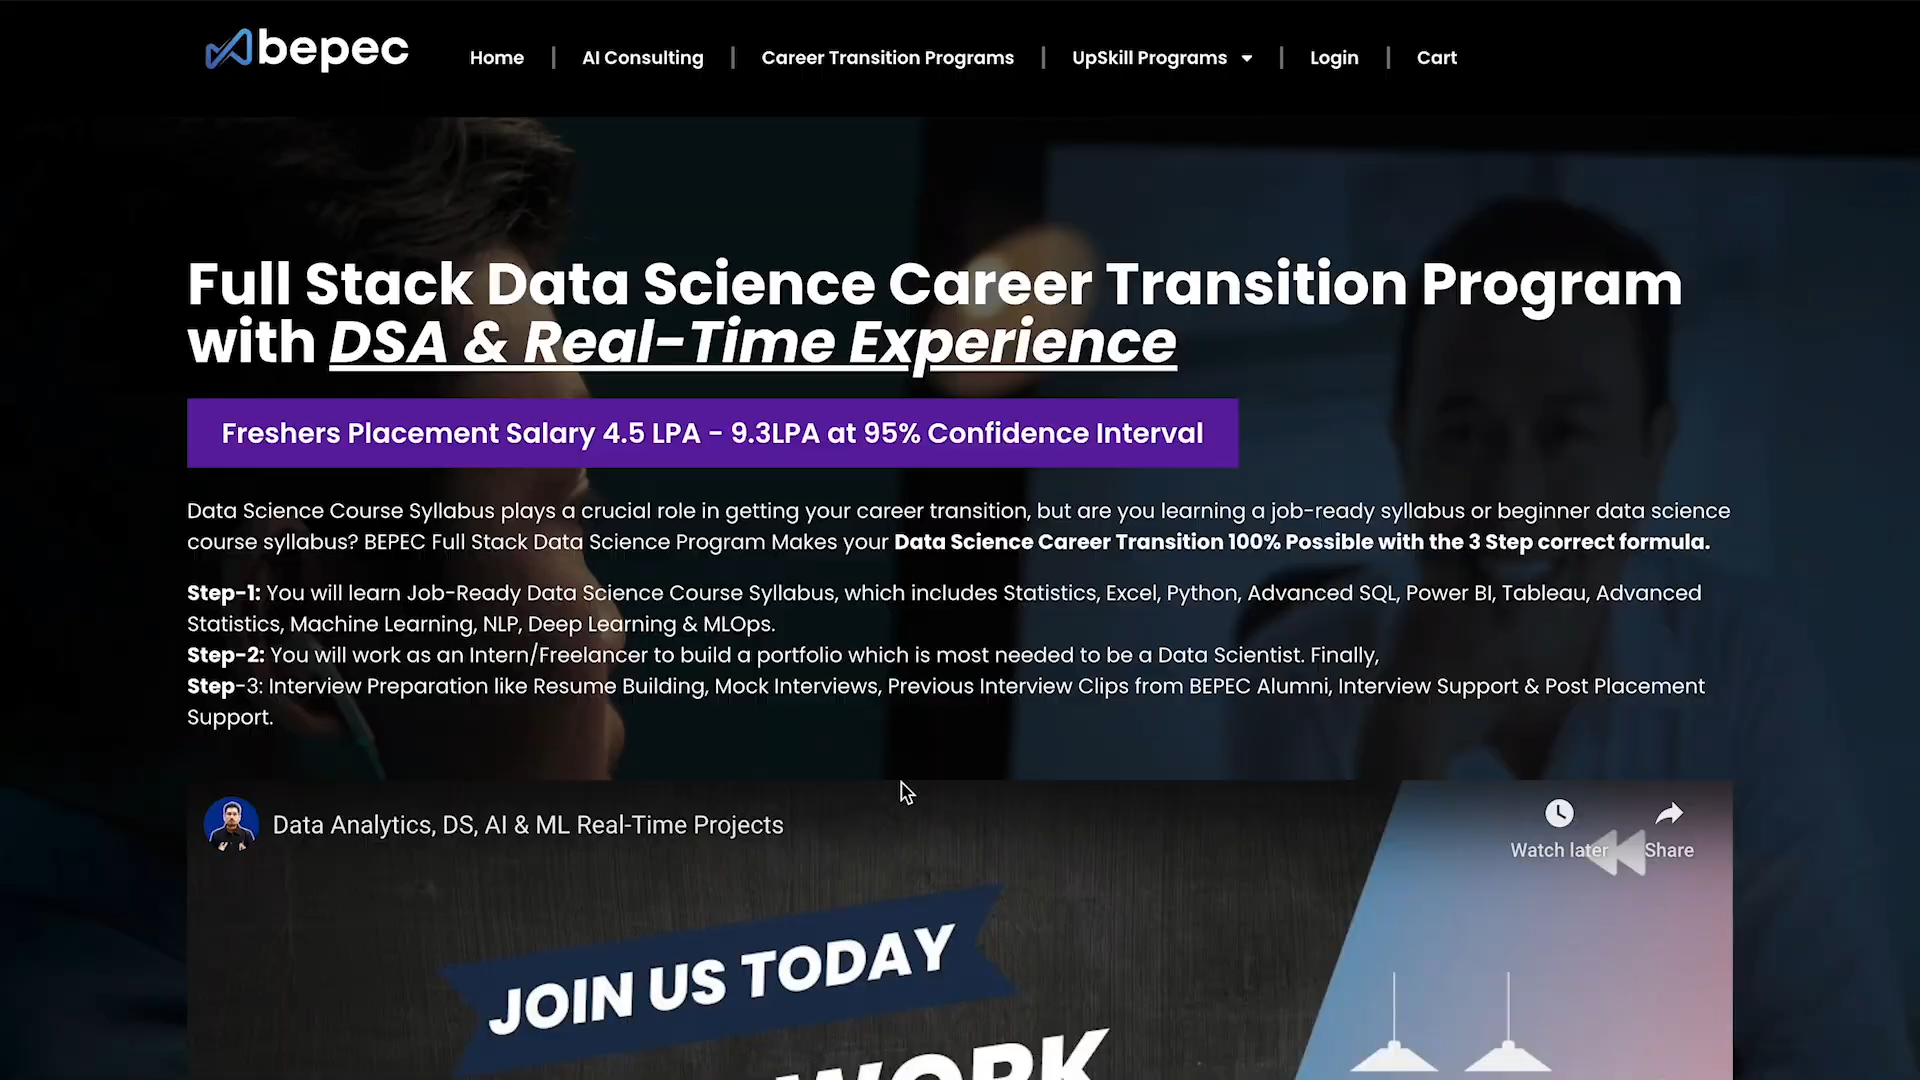 bepec
Home | AI Consulting | Career Transition Programs | UpSkill Programs | Login | Cart
Full Stack Data Science Career Transition Program
with DSA & Real-Time Experience
Freshers Placement Salary 4.5 LPA - 9.3LPA at 95% Confidence Interval
Data Science Course Syllabus plays a crucial role in getting your career transition, but are you learning a job-ready syllabus or beginner data science
course syllabus? BEPEC Full Stack Data Science Program Makes your Data Science Career Transition 100% Possible with the 3 Step correct formula.
Step-1: You will learn Job-Ready Data Science Course Syllabus, which includes Statistics, Excel, Python, Advanced SQL, Power BI, Tableau, Advanced
Statistics, Machine Learning, NLP, Deep Learning & MLOps.
Step-2: You will work as an Intern/Freelancer to build a portfolio which is most needed to be a Data Scientist. Finally,
Step-3: Interview Preparation like Resume Building, Mock Interviews, Previous Interview Clips from BEPEC Alumni, Interview Support & Post Placement
Support.
Data Analytics, DS, AI & ML Real-Time Projects
Watch later Share
JOIN US TODAY
WORK